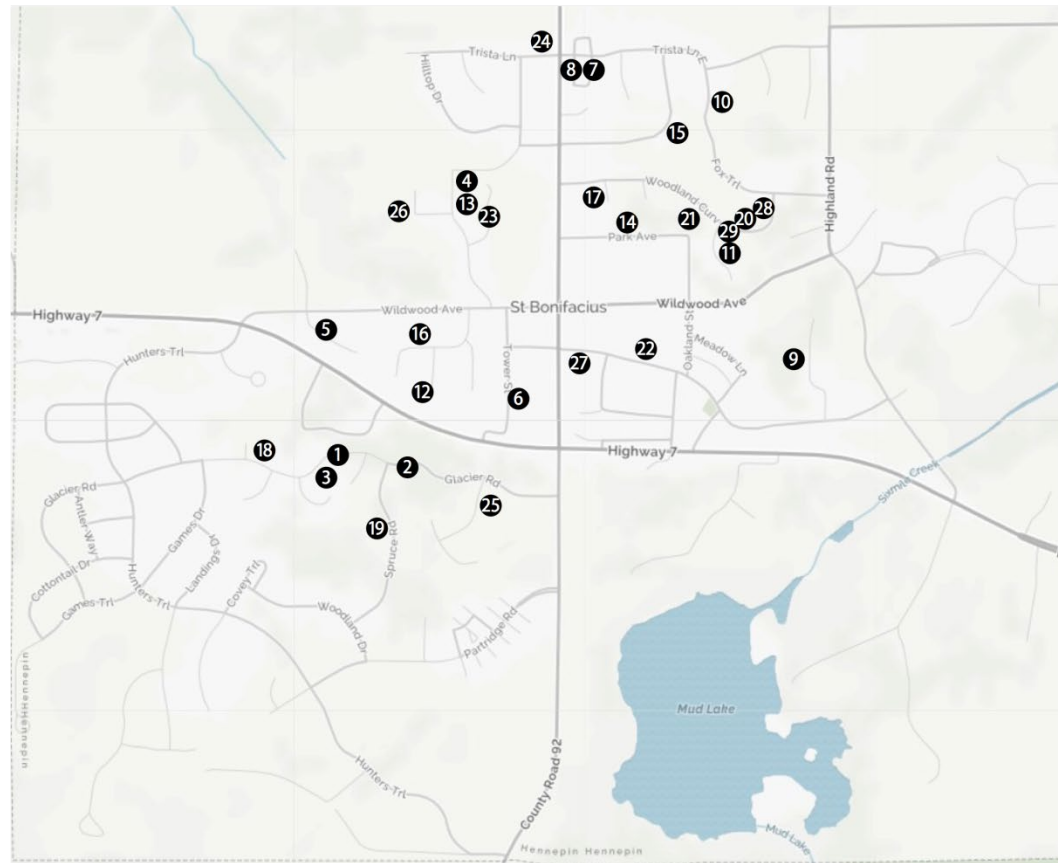 24
Trista Ln
Trista Ln E
8
7
Hilltop Dr
10
15
4
Fox Trl
Highland Rd
26
13
23
17
Woodland Curv
14
21
20
28
29
Park Ave
11
Highway 7
Wildwood Ave
St Bonifacius
Wildwood Ave
5
16
Hunters Trl
Tower St
27
22
Oakland St
Meadow Ln
9
12
6
18
1
3
2
Highway 7
Glacier Rd
Glacier Rd
25
Sixmile Creek
Antler Way
Games Dr
19
Spruce Rd
Landings Dr
Cottontail Dr
Games Trl
Hunters Trl
Covey Trl
Woodland Dr
Partridge Rd
Mud Lake
Hennepin
Hunters Trl
County Road 92
Mud Lake
Hennepin Hennepin